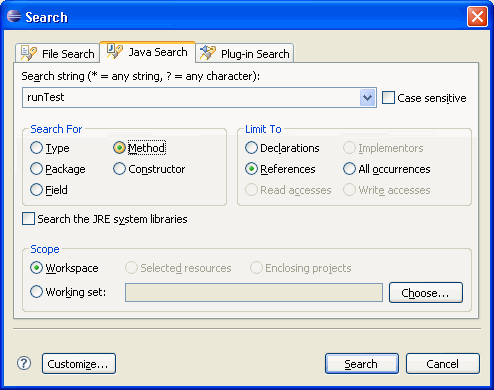 Search
File Search Java Search Plug-in Search
Search string (* = any string, ? = any character):
runTest Case sensitive
Search For Limit To
Type Method Declarations Implementors
Package Constructor References All occurrences
Field Read accesses Write accesses
Search the JRE system libraries
Scope
Workspace Selected resources Enclosing projects
Working set: Choose...
? Customize... Search Cancel